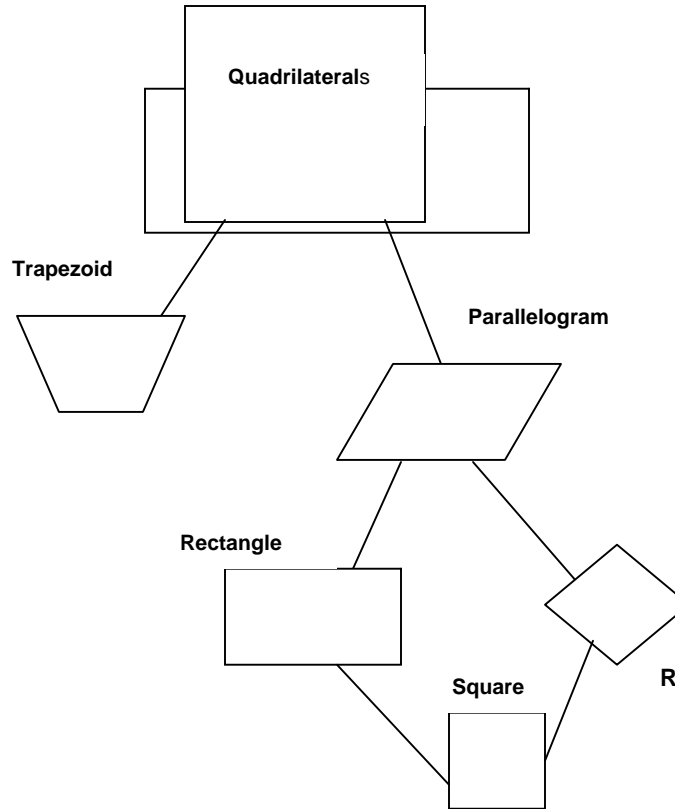 Quadrilaterals
Trapezoid
Parallelogram
Rectangle
Square
R